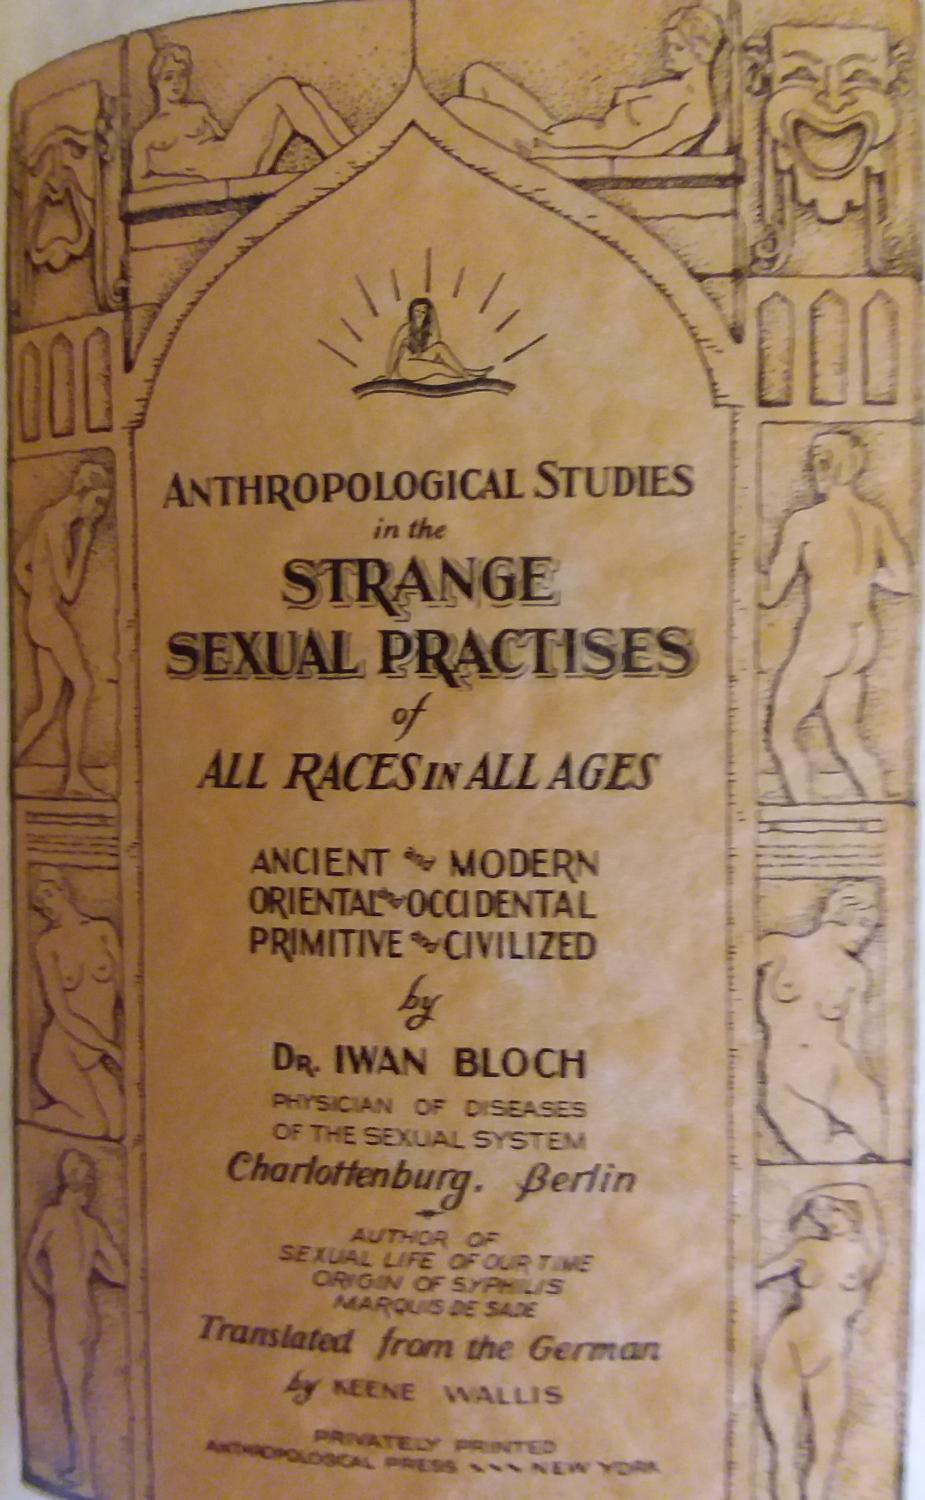 ANTHROPOLOGICAL STUDIES
in the
STRANGE
SEXUAL PRACTISES
of
ALL RACES IN ALL AGES
ANCIENT MODERN
ORIENTAL OCCIDENTAL
PRIMITIVE CIVILIZED
by
DR. IWAN BLOCH
PHYSICIAN OF DISEASES
OF THE SEXUAL SYSTEM
Charlottenburg. Berlin
AUTHOR OF
SEXUAL LIFE OF OUR TIME
ORIGIN OF SYPHILIS
MARQUIS DE SADE
Translated from the German
by KEENE WALLIS
PRIVATELY PRINTED
ANTHROPOLOGICAL PRESS NEW YORK